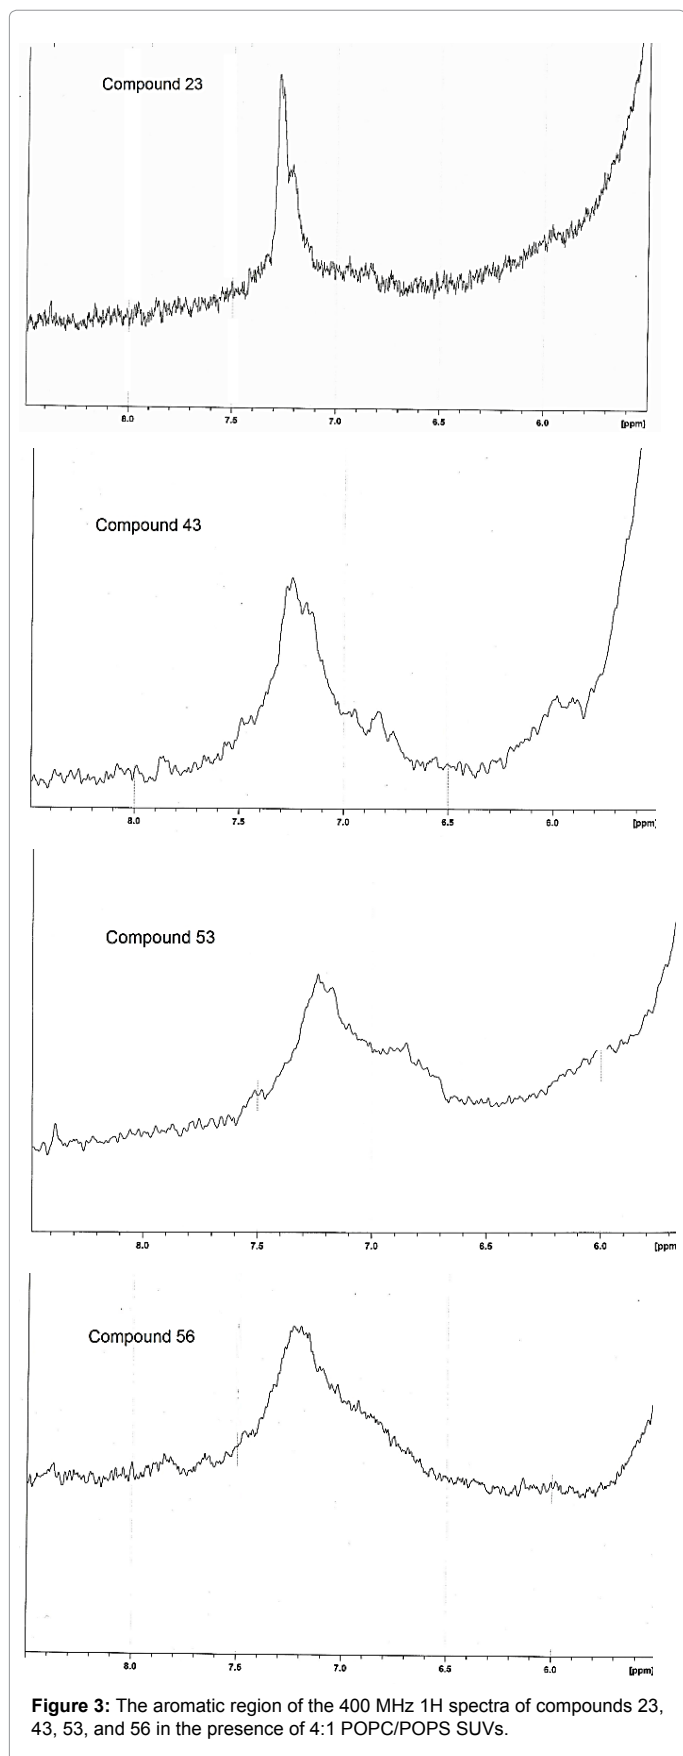 Compound 23
8.0 7.5 7.0 6.5 6.0 [ppm]
Compound 43
8.0 7.5 7.0 6.5 6.0 [ppm]
Compound 53
8.0 7.5 7.0 6.5 6.0 [ppm
Compound 56
8.0 7.5 7.0 6.5 6.0 [ppm]
Figure 3: The aromatic region of the 400 MHz 1H spectra of compounds 23,
43, 53, and 56 in the presence of 4:1 POPC/POPS SUVs.